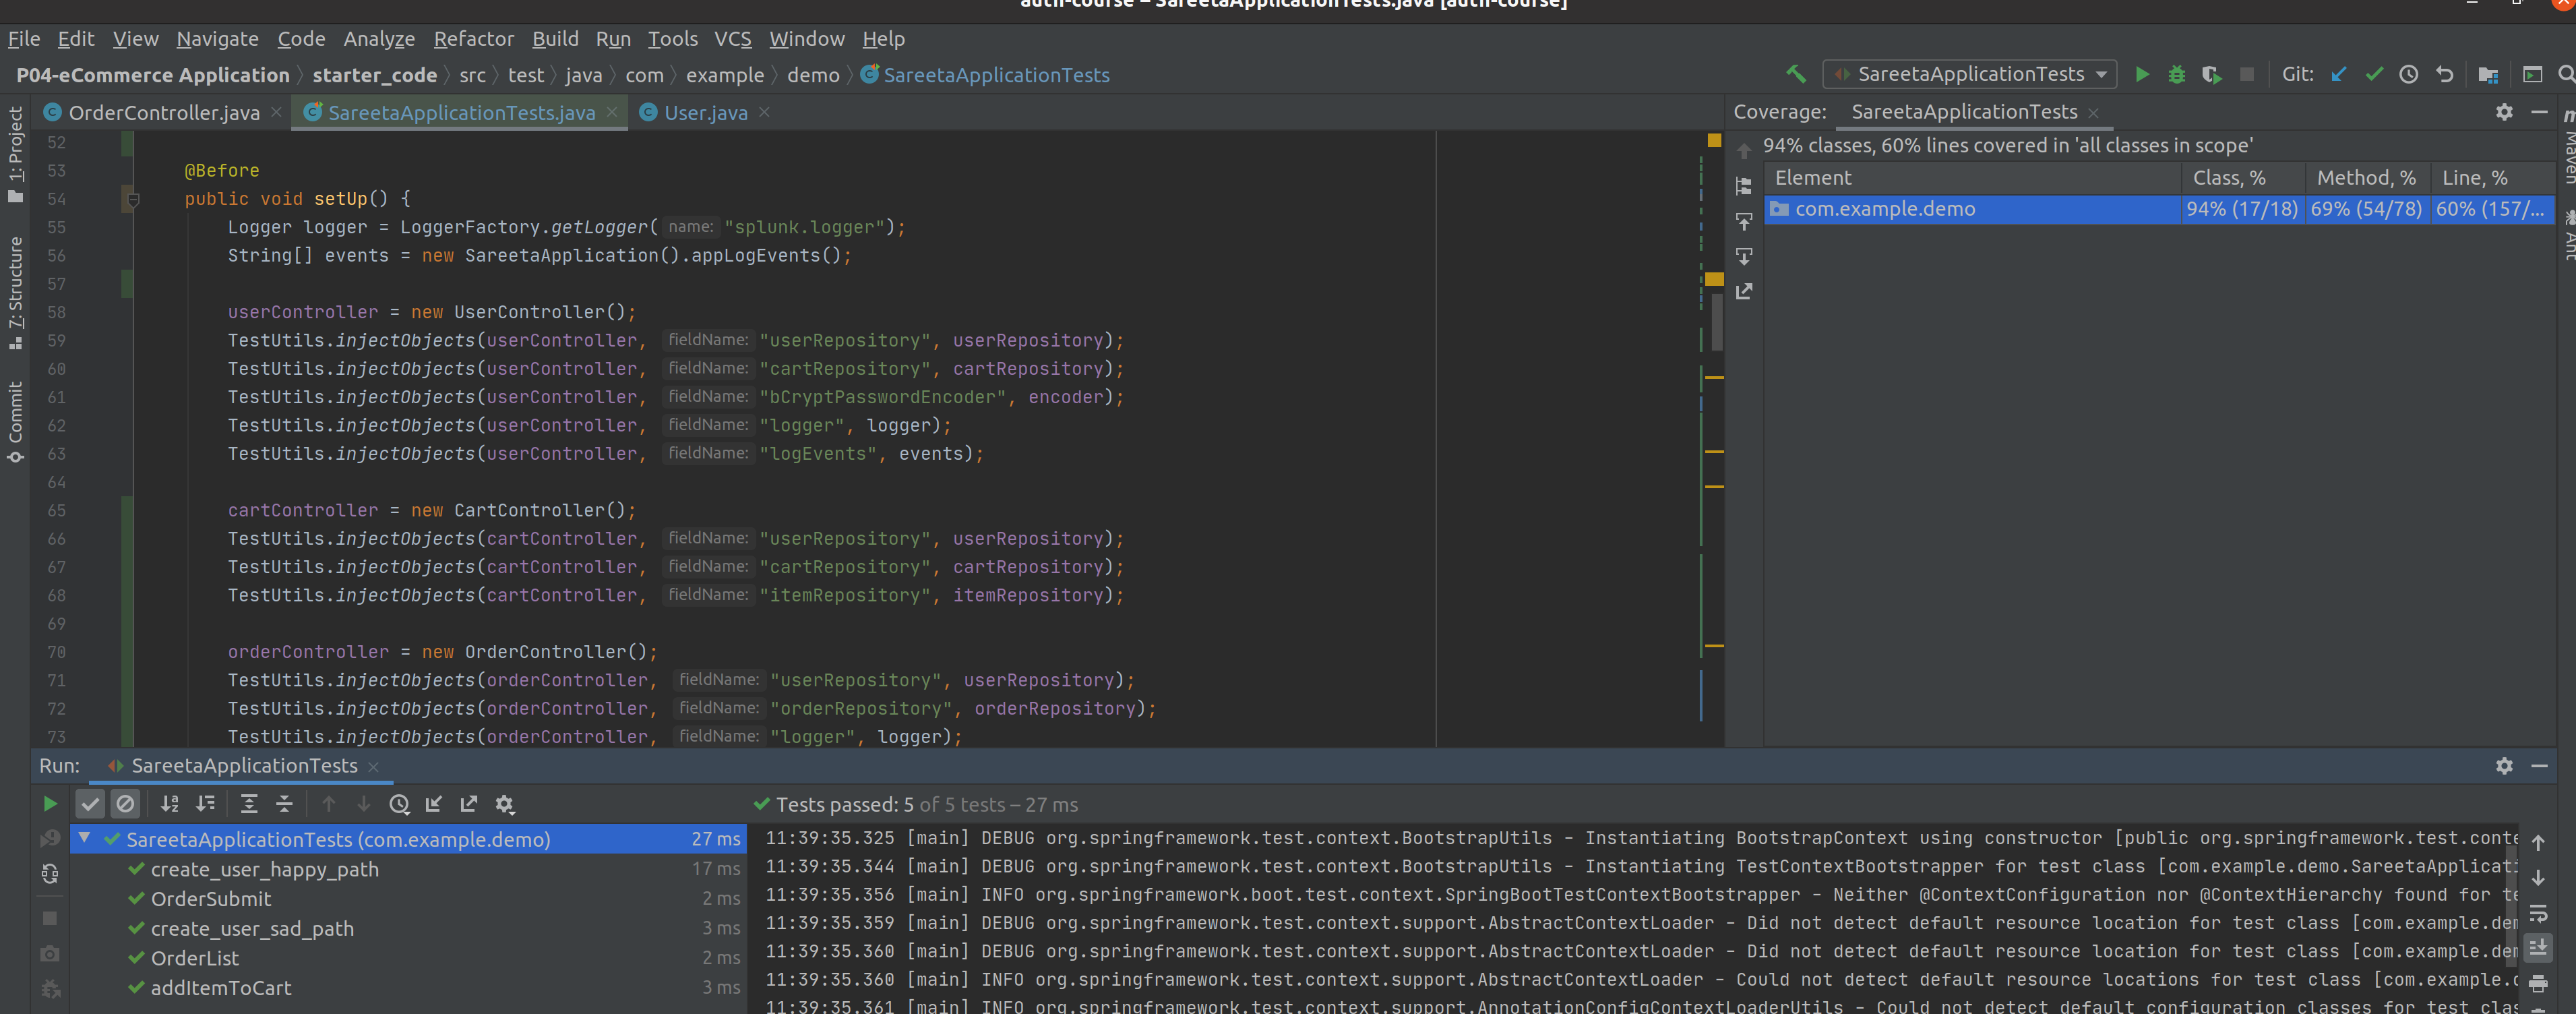 auth-course – SareetaApplicationTests.java [auth-course]
File Edit View Navigate Code Analyze Refactor Build Run Tools VCS Window Help
P04-eCommerce Application starter_code src test java com example demo SareetaApplicationTests
SareetaApplicationTests Git:
OrderController.java SareetaApplicationTests.java User.java
1: Project
7: Structure
Commit
52
53 @Before
54 public void setUp() {
55 Logger logger = LoggerFactory.getLogger( name: "splunk.logger");
56 String[] events = new SareetaApplication().appLogEvents();
57
58 userController = new UserController();
59 TestUtils.injectObjects(userController, fieldName: "userRepository", userRepository);
60 TestUtils.injectObjects(userController, fieldName: "cartRepository", cartRepository);
61 TestUtils.injectObjects(userController, fieldName: "bCryptPasswordEncoder", encoder);
62 TestUtils.injectObjects(userController, fieldName: "logger", logger);
63 TestUtils.injectObjects(userController, fieldName: "logEvents", events);
64
65 cartController = new CartController();
66 TestUtils.injectObjects(cartController, fieldName: "userRepository", userRepository);
67 TestUtils.injectObjects(cartController, fieldName: "cartRepository", cartRepository);
68 TestUtils.injectObjects(cartController, fieldName: "itemRepository", itemRepository);
69
70 orderController = new OrderController();
71 TestUtils.injectObjects(orderController, fieldName: "userRepository", userRepository);
72 TestUtils.injectObjects(orderController, fieldName: "orderRepository", orderRepository);
73 TestUtils.injectObjects(orderController, fieldName: "logger", logger);
Coverage: SareetaApplicationTests
94% classes, 60% lines covered in 'all classes in scope'
Element Class, % Method, % Line, %
com.example.demo 94% (17/18) 69% (54/78) 60% (157/...
Maven
Ant
Run: SareetaApplicationTests
Tests passed: 5 of 5 tests – 27 ms
SareetaApplicationTests (com.example.demo) 27 ms
create_user_happy_path 17 ms
OrderSubmit 2 ms
create_user_sad_path 3 ms
OrderList 2 ms
addItemToCart 3 ms
11:39:35.325 [main] DEBUG org.springframework.test.context.BootstrapUtils - Instantiating BootstrapContext using constructor [public org.springframework.test.conte
11:39:35.344 [main] DEBUG org.springframework.test.context.BootstrapUtils - Instantiating TestContextBootstrapper for test class [com.example.demo.SareetaApplicati
11:39:35.356 [main] INFO org.springframework.boot.test.context.SpringBootTestContextBootstrapper - Neither @ContextConfiguration nor @ContextHierarchy found for te
11:39:35.359 [main] DEBUG org.springframework.test.context.support.AbstractContextLoader - Did not detect default resource location for test class [com.example.dem
11:39:35.360 [main] DEBUG org.springframework.test.context.support.AbstractContextLoader - Did not detect default resource location for test class [com.example.dem
11:39:35.360 [main] INFO org.springframework.test.context.support.AbstractContextLoader - Could not detect default resource locations for test class [com.example.d
11:39:35.361 [main] INFO org.springframework.test.context.support.AnnotationConfigContextLoaderUtils - Could not detect default configuration classes for test clas